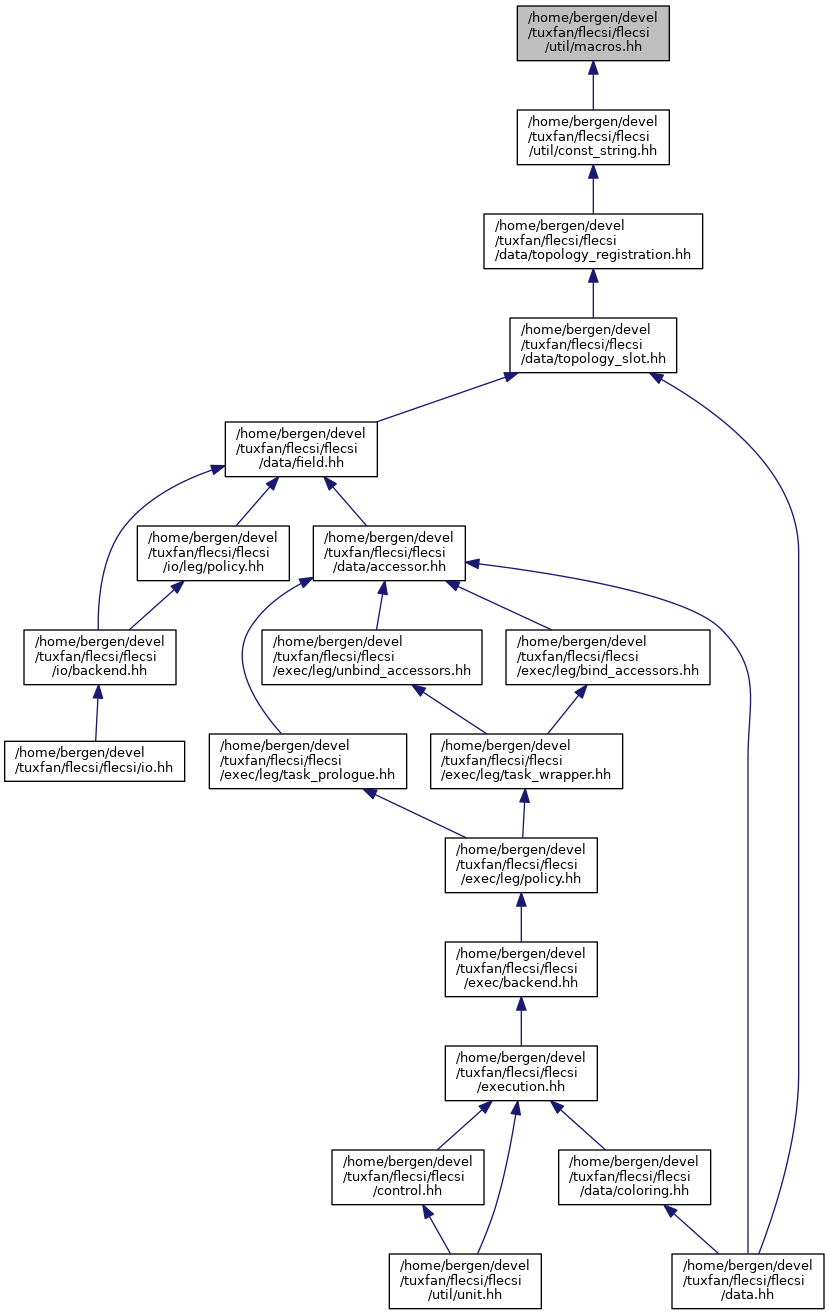 /home/bergen/devel
/tuxfan/flecsi/flecsi
/util/macros.hh
/home/bergen/devel
/tuxfan/flecsi/flecsi
/util/const_string.hh
/home/bergen/devel
/tuxfan/flecsi/flecsi
/data/topology_registration.hh
/home/bergen/devel
/tuxfan/flecsi/flecsi
/data/topology_slot.hh
/home/bergen/devel
/tuxfan/flecsi/flecsi
/data/field.hh
/home/bergen/devel
/tuxfan/flecsi/flecsi
/io/leg/policy.hh
/home/bergen/devel
/tuxfan/flecsi/flecsi
/data/accessor.hh
/home/bergen/devel
/tuxfan/flecsi/flecsi
/io/backend.hh
/home/bergen/devel
/tuxfan/flecsi/flecsi
/exec/leg/unbind_accessors.hh
/home/bergen/devel
/tuxfan/flecsi/flecsi
/exec/leg/bind_accessors.hh
/home/bergen/devel
/tuxfan/flecsi/flecsi/io.hh
/home/bergen/devel
/tuxfan/flecsi/flecsi
/exec/leg/task_prologue.hh
/home/bergen/devel
/tuxfan/flecsi/flecsi
/exec/leg/task_wrapper.hh
/home/bergen/devel
/tuxfan/flecsi/flecsi
/exec/leg/policy.hh
/home/bergen/devel
/tuxfan/flecsi/flecsi
/exec/backend.hh
/home/bergen/devel
/tuxfan/flecsi/flecsi
/execution.hh
/home/bergen/devel
/tuxfan/flecsi/flecsi
/control.hh
/home/bergen/devel
/tuxfan/flecsi/flecsi
/data/coloring.hh
/home/bergen/devel
/tuxfan/flecsi/flecsi
/util/unit.hh
/home/bergen/devel
/tuxfan/flecsi/flecsi
/data.hh